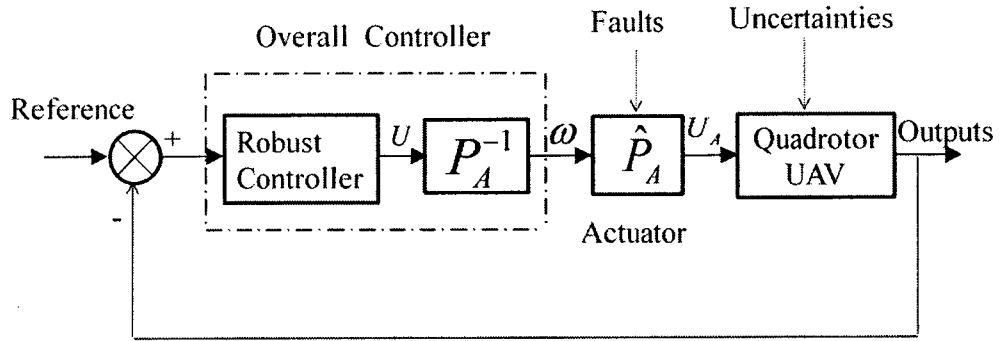 Overall Controller
Faults
Uncertainties
Reference
+
Robust
Controller
U
P_A^{-1}
ω
\hat{P}_A
U_A
Quadrotor
UAV
Outputs
-
Actuator